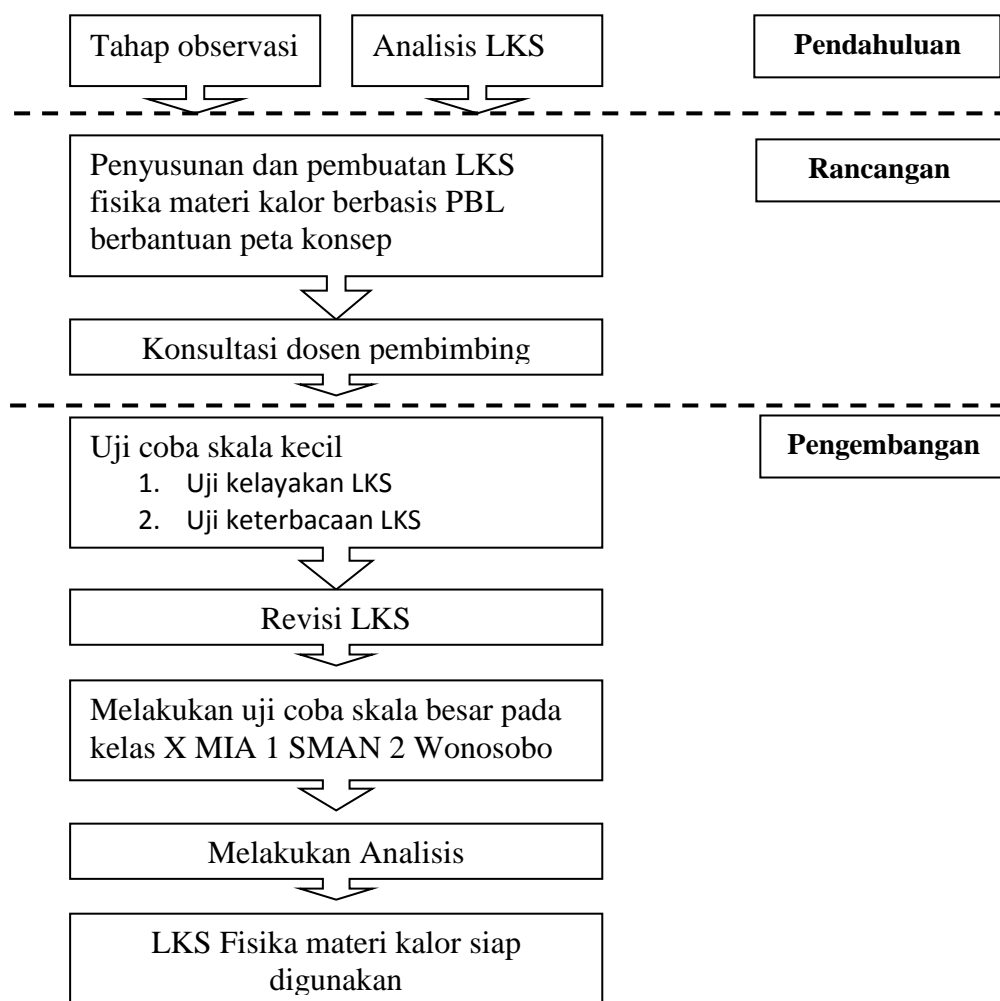 Tahap observasi
Analisis LKS
Pendahuluan
Penyusunan dan pembuatan LKS
fisika materi kalor berbasis PBL
berbantuan peta konsep
Rancangan
Konsultasi dosen pembimbing
Pengembangan
Uji coba skala kecil
1. Uji kelayakan LKS
2. Uji keterbacaan LKS
Revisi LKS
Melakukan uji coba skala besar pada
kelas X MIA 1 SMAN 2 Wonosobo
Melakukan Analisis
LKS Fisika materi kalor siap
digunakan